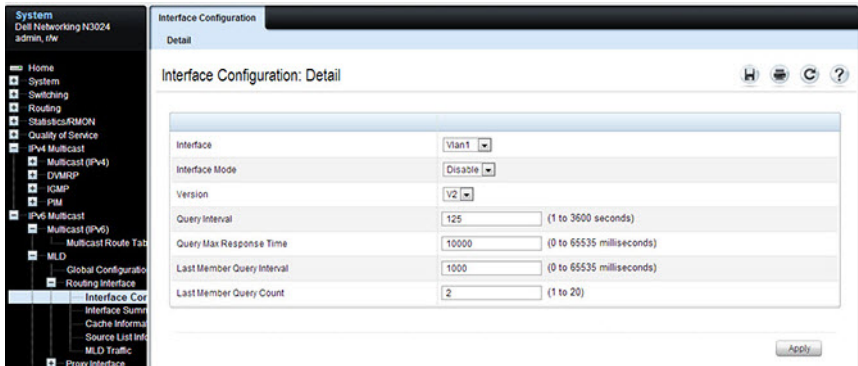 System
Dell Networking N3024
admin, r/w
Home
System
Switching
Routing
Statistics/RMON
Quality of Service
IPv4 Multicast
Multicast (IPv4)
DVMRP
IGMP
PIM
IPv6 Multicast
Multicast (IPv6)
Multicast Route Tab
MLD
Global Configuratio
Routing Interface
Interface Cor
Interface Summ
Cache Informat
Source List Info
MLD Traffic
Proxy Interface
Interface Configuration
Detail
Interface Configuration: Detail
Interface Vlan1
Interface Mode Disable
Version V2
Query Interval 125 (1 to 3600 seconds)
Query Max Response Time 10000 (0 to 65535 milliseconds)
Last Member Query Interval 1000 (0 to 65535 milliseconds)
Last Member Query Count 2 (1 to 20)
Apply